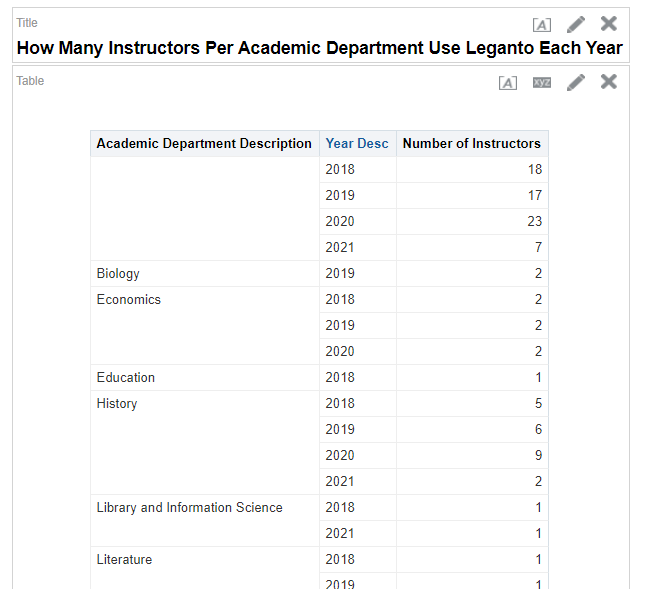 Title
How Many Instructors Per Academic Department Use Leganto Each Year
Table
xyz
Academic Department Description Year Desc Number of Instructors
2018 18
2019 17
2020 23
2021 7
Biology 2019 2
Economics 2018 2
2019 2
2020 2
Education 2018 1
History 2018 5
2019 6
2020 9
2021 2
Library and Information Science 2018 1
2021 1
Literature 2018 1
2019 1